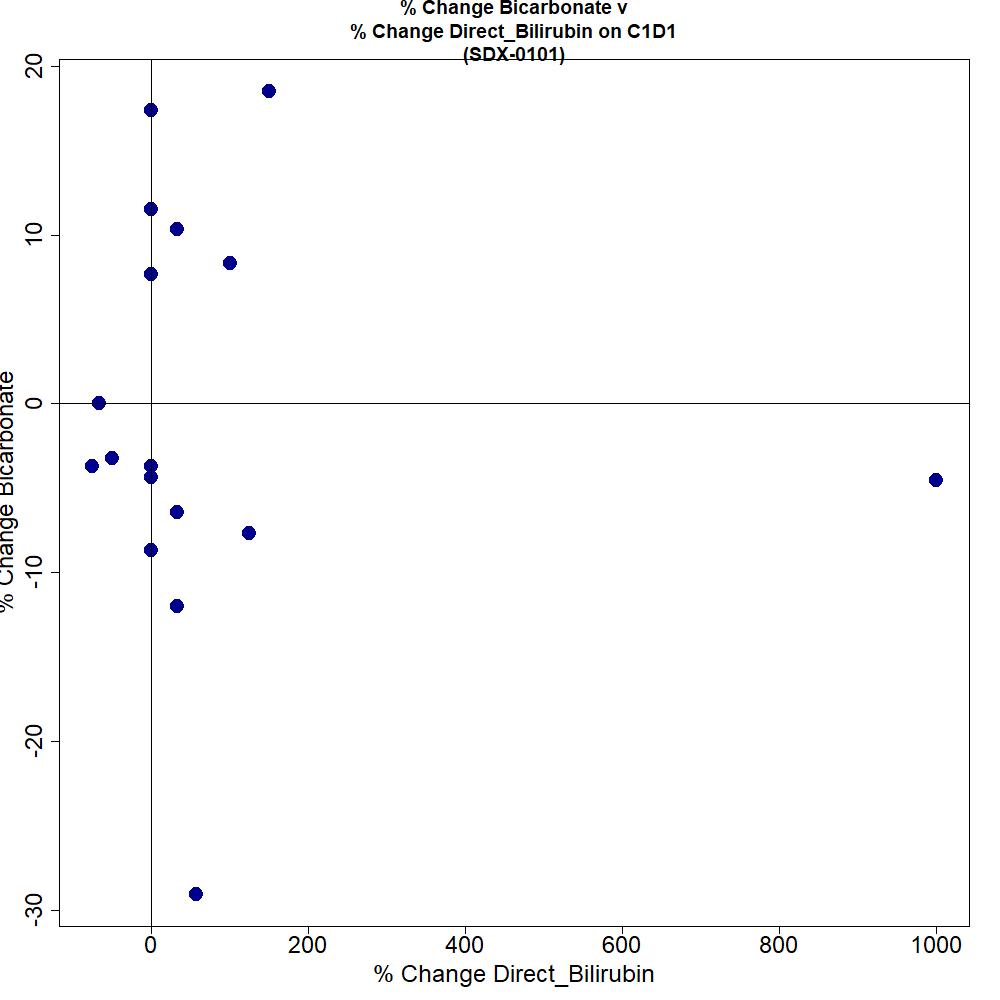 % Change Bicarbonate v
% Change Direct_Bilirubin on C1D1
(SDX-0101)
20
10
0
-10
-20
-30
% Change Bicarbonate
0 200 400 600 800 1000
% Change Direct_Bilirubin